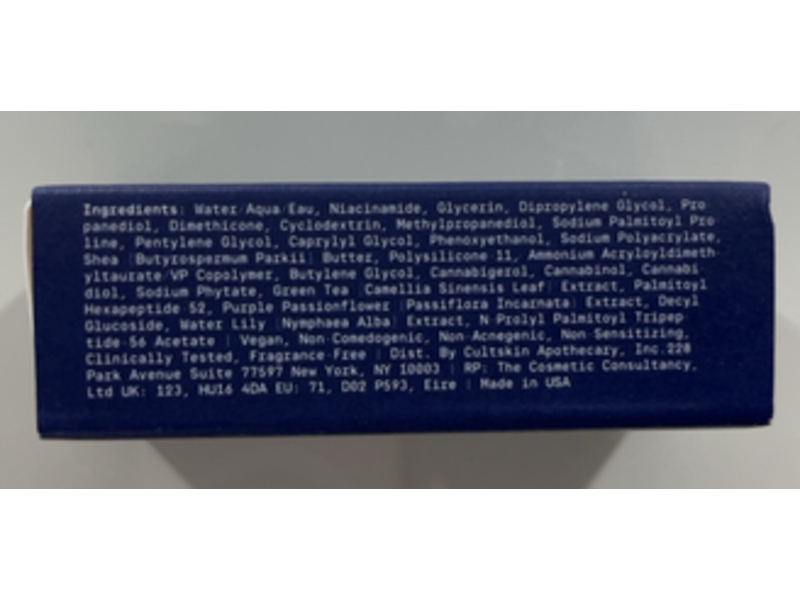 Ingredients: Water/Aqua/Eau, Niacinamide, Glycerin, Dipropylene Glycol, Pro
panediol, Dimethicone, Cyclodextrin, Methylpropanediol, Sodium Palmitoyl Pro
line, Pentylene Glycol, Caprylyl Glycol, Phenoxyethanol, Sodium Polyacrylate,
Shea (Butyrospermum Parkii) Butter, Polysilicone 11, Ammonium Acryloyldimeth-
yltaurate/VP Copolymer, Butylene Glycol, Cannabigerol, Cannabinol, Cannabi
diol, Sodium Phytate, Green Tea (Camellia Sinensis Leaf) Extract, Palmitoyl
Hexapeptide 52, Purple Passionflower (Passiflora Incarnata) Extract, Decyl
Glucoside, Water Lily (Nymphaea Alba) Extract, N-Prolyl Palmitoyl Tripep-
tide-56 Acetate | Vegan, Non-Comedogenic, Non-Acnegenic, Non-Sensitizing,
Clinically Tested, Fragrance-Free | Dist. By Cultskin Apothecary, Inc.228
Park Avenue Suite 77597 New York, NY 10003 | RP: The Cosmetic Consultancy,
Ltd UK: 123, HU16 4DA EU: 71, D02 P593, Eire | Made in USA